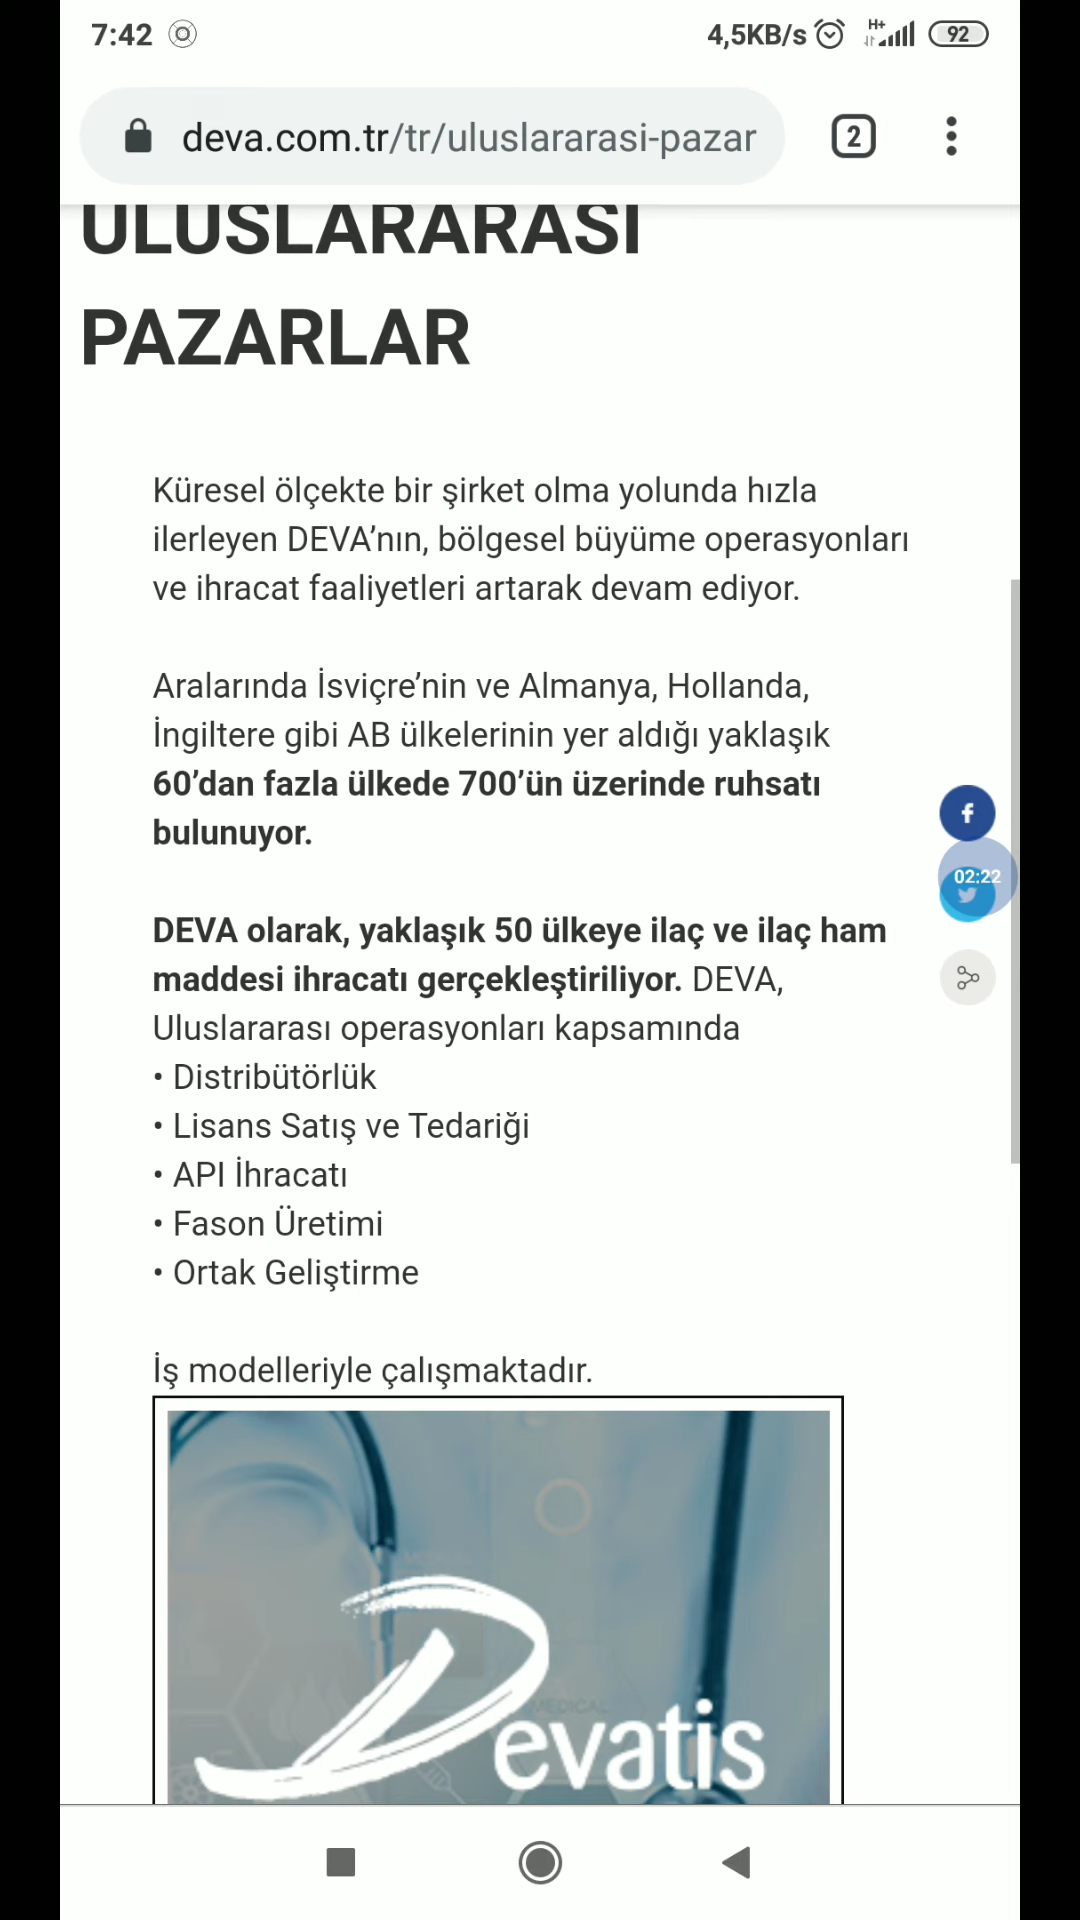 7:42
4,5KB/s H+ 92
deva.com.tr/tr/uluslararasi-pazar 2
ULUSLARARASI
PAZARLAR
Küresel ölçekte bir şirket olma yolunda hızla
ilerleyen DEVA’nın, bölgesel büyüme operasyonları
ve ihracat faaliyetleri artarak devam ediyor.
Aralarında İsviçre’nin ve Almanya, Hollanda,
İngiltere gibi AB ülkelerinin yer aldığı yaklaşık
60’dan fazla ülkede 700’ün üzerinde ruhsatı
bulunuyor.
f
02:22
DEVA olarak, yaklaşık 50 ülkeye ilaç ve ilaç ham
maddesi ihracatı gerçekleştiriliyor. DEVA,
Uluslararası operasyonları kapsamında
• Distribütörlük
• Lisans Satış ve Tedariği
• API İhracatı
• Fason Üretimi
• Ortak Geliştirme
İş modelleriyle çalışmaktadır.
MEDICAL
Devatis